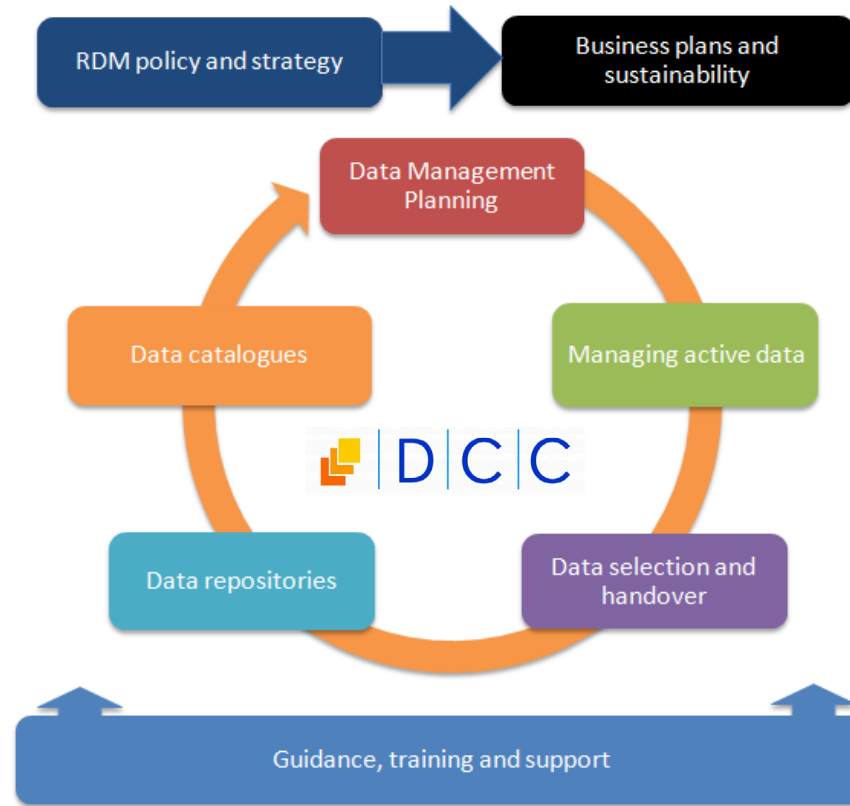 RDM policy and strategy
Business plans and
sustainability
Data Management
Planning
Data catalogues
Managing active data
D C C
Data repositories
Data selection and
handover
Guidance, training and support